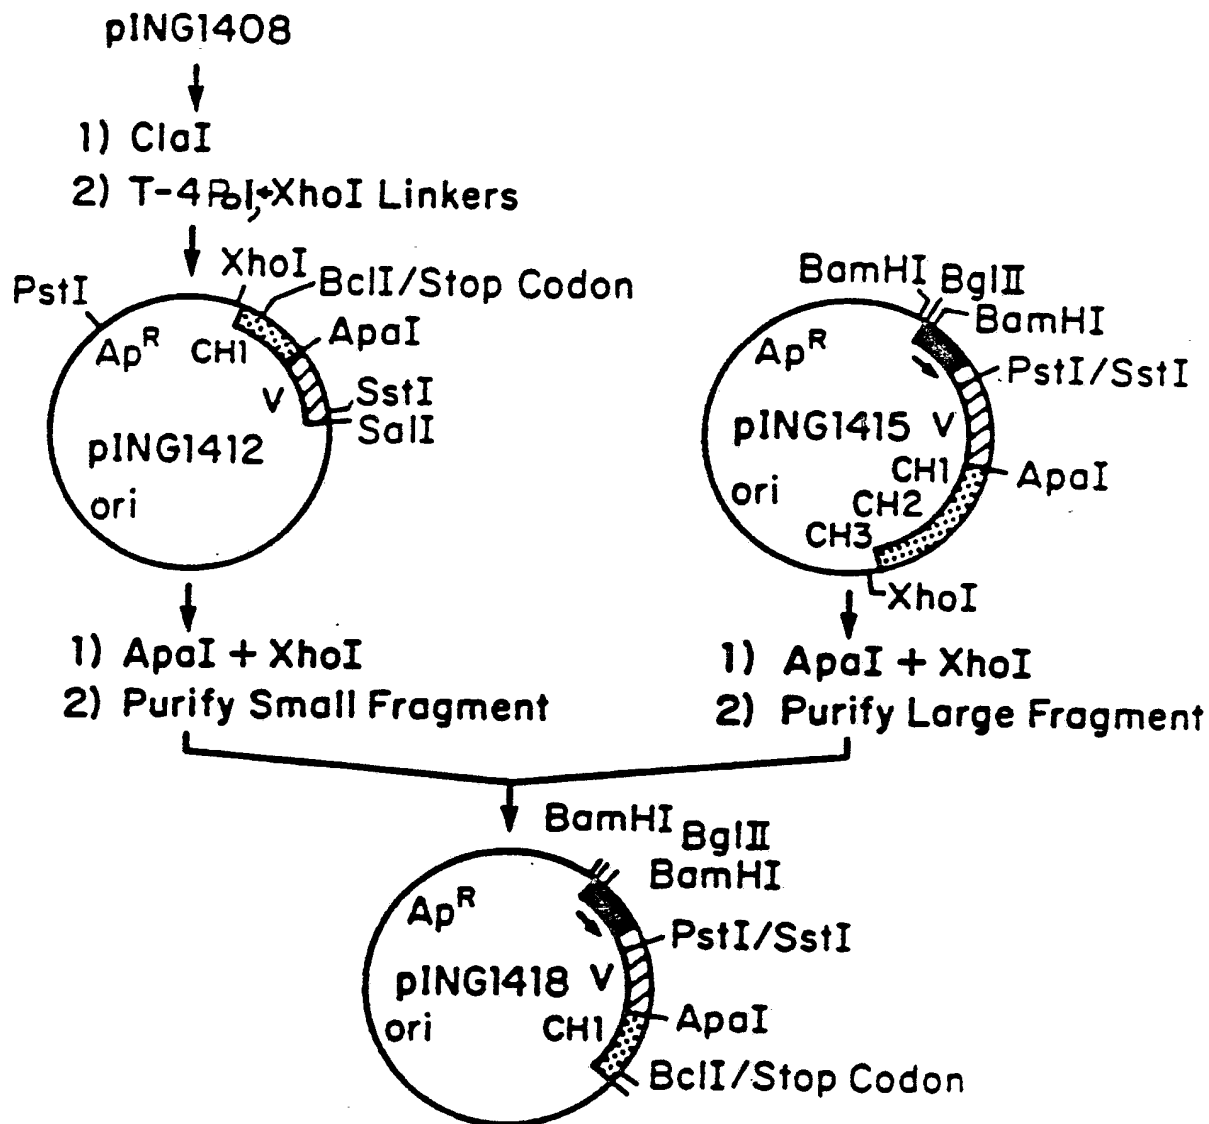 pING1408
1) ClaI
2) T-4 Pol, + XhoI Linkers
PstI
XhoI
BclI/Stop Codon
ApaI
SstI
SalI
Ap^R
CH1
V
pING1412
ori
1) ApaI + XhoI
2) Purify Small Fragment
BamHI
BglII
BamHI
PstI/SstI
Ap^R
pING1415
V
CH1
CH2
CH3
ori
ApaI
XhoI
1) ApaI + XhoI
2) Purify Large Fragment
BamHI
BglII
BamHI
Ap^R
PstI/SstI
pING1418
V
ori
CH1
ApaI
BclI/Stop Codon